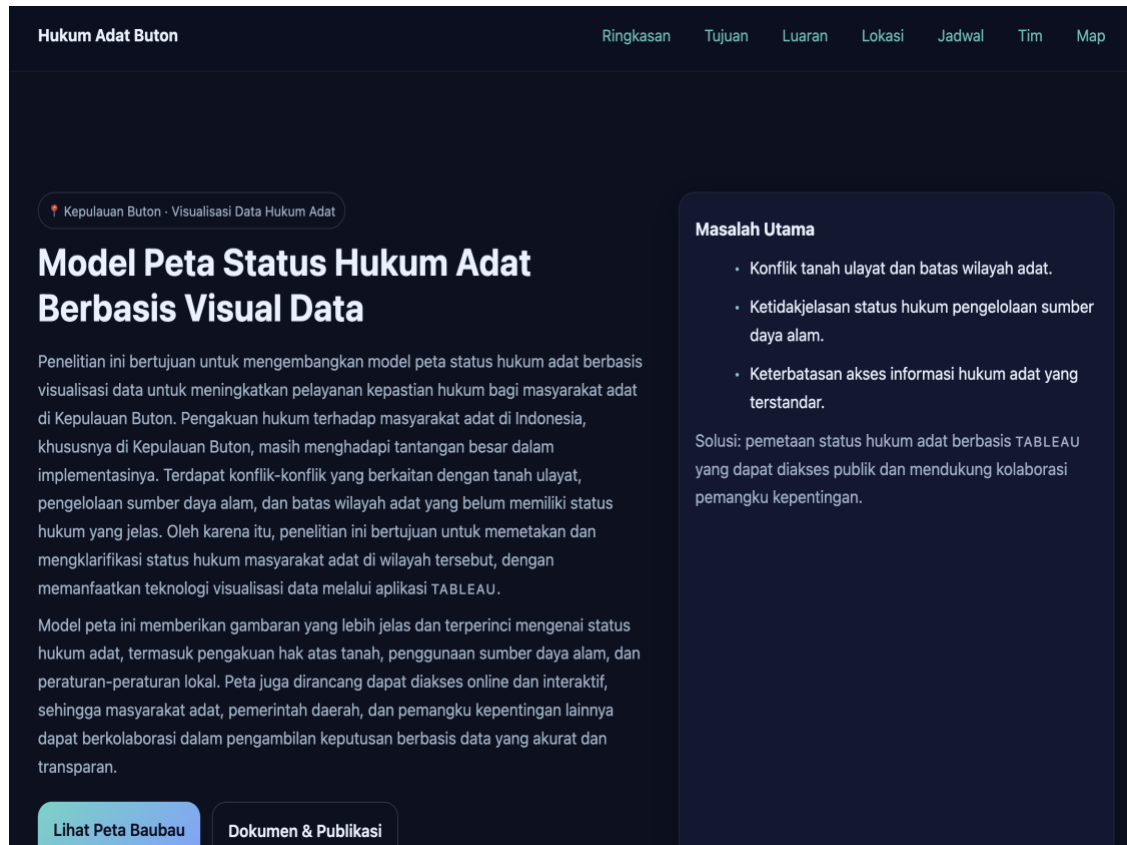 Hukum Adat Buton
Ringkasan Tujuan Luaran Lokasi Jadwal Tim Map
Kepulauan Buton · Visualisasi Data Hukum Adat
Model Peta Status Hukum Adat
Berbasis Visual Data
Penelitian ini bertujuan untuk mengembangkan model peta status hukum adat berbasis
visualisasi data untuk meningkatkan pelayanan kepastian hukum bagi masyarakat adat
di Kepulauan Buton. Pengakuan hukum terhadap masyarakat adat di Indonesia,
khususnya di Kepulauan Buton, masih menghadapi tantangan besar dalam
implementasinya. Terdapat konflik-konflik yang berkaitan dengan tanah ulayat,
pengelolaan sumber daya alam, dan batas wilayah adat yang belum memiliki status
hukum yang jelas. Oleh karena itu, penelitian ini bertujuan untuk memetakan dan
mengklarifikasi status hukum masyarakat adat di wilayah tersebut, dengan
memanfaatkan teknologi visualisasi data melalui aplikasi TABLEAU.
Model peta ini memberikan gambaran yang lebih jelas dan terperinci mengenai status
hukum adat, termasuk pengakuan hak atas tanah, penggunaan sumber daya alam, dan
peraturan-peraturan lokal. Peta juga dirancang dapat diakses online dan interaktif,
sehingga masyarakat adat, pemerintah daerah, dan pemangku kepentingan lainnya
dapat berkolaborasi dalam pengambilan keputusan berbasis data yang akurat dan
transparan.
Lihat Peta Baubau
Dokumen & Publikasi
Masalah Utama
• Konflik tanah ulayat dan batas wilayah adat.
• Ketidakjelasan status hukum pengelolaan sumber
daya alam.
• Keterbatasan akses informasi hukum adat yang
terstandar.
Solusi: pemetaan status hukum adat berbasis TABLEAU
yang dapat diakses publik dan mendukung kolaborasi
pemangku kepentingan.